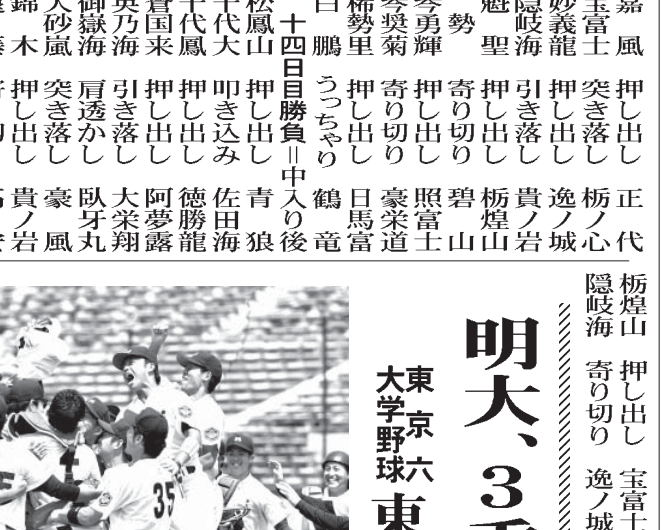 嘉風 押し出し 正代
宝富士 突き落し 栃ノ心
妙義龍 押し出し 逸ノ城
隠岐海 引き落し 貴ノ岩
魁聖 押し出し 栃煌山
勢 寄り切り 碧山
琴勇輝 押し出し 照富士
琴奨菊 寄り切り 豪栄道
稀勢里 押し出し 日馬富
白鵬 うっちゃり 鶴竜
十四日目勝負＝中入り後
松鳳山 押し出し 青狼
千代大 叩き込み 佐田海
千代鳳 押し出し 徳勝龍
蒼国来 押し出し 阿夢露
英乃海 引き落し 大栄翔
御嶽海 肩透かし 臥牙丸
大砂嵐 突き落し 豪風
錦木 押し出し 貴ノ岩
栃煌山 押し出し 宝富士
隠岐海 寄り切り 逸ノ城
明大、3
東京六
大学野球
東
35